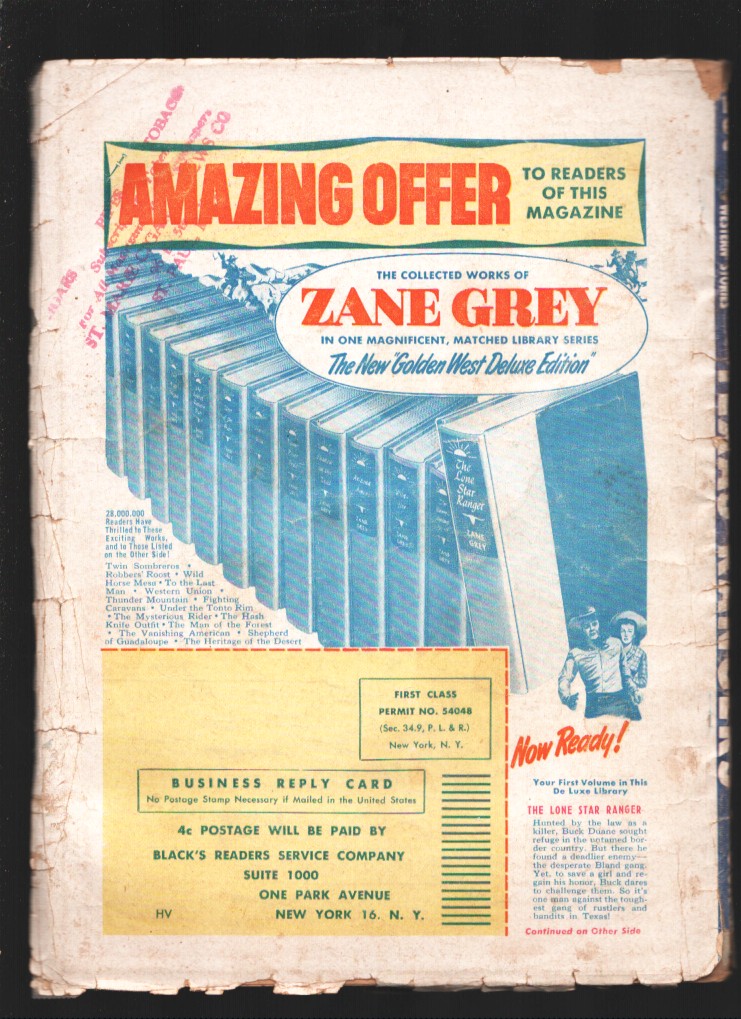 AMAZING OFFER
TO READERS
OF THIS
MAGAZINE
THE COLLECTED WORKS OF
ZANE GREY
IN ONE MAGNIFICENT, MATCHED LIBRARY SERIES
The New "Golden West Deluxe Edition"
The
Lone
Star
Ranger
ZANE
GREY
28,000,000
Readers Have
Thrilled to These
Exciting Works,
and to Those Listed
on the Other Side!
Twin Sombreros •
Robbers' Roost • Wild
Horse Mesa • To the Last
Man • Western Union •
Thunder Mountain • Fighting
Caravans • Under the Tonto Rim
• The Mysterious Rider • The Hash
Knife Outfit • The Man of the Forest
• The Vanishing American • Shepherd
of Guadaloupe • The Heritage of the Desert
FIRST CLASS
PERMIT NO. 54048
(Sec. 34.9, P. L. & R.)
New York, N. Y.
BUSINESS REPLY CARD
No Postage Stamp Necessary if Mailed in the United States
4c POSTAGE WILL BE PAID BY
BLACK'S READERS SERVICE COMPANY
SUITE 1000
ONE PARK AVENUE
HV NEW YORK 16, N. Y.
Now Ready!
Your First Volume in This
De Luxe Library
THE LONE STAR RANGER
Hunted by the law as a
killer, Buck Duane sought
refuge in the untamed bor-
der country. But there he
found a deadlier enemy—
the desperate Bland gang.
Yet, to save a girl and re-
gain his honor, Buck dares
to challenge them. So it's
one man against the tough-
est gang of rustlers and
bandits in Texas!
Continued on Other Side
WESTERN STORIES